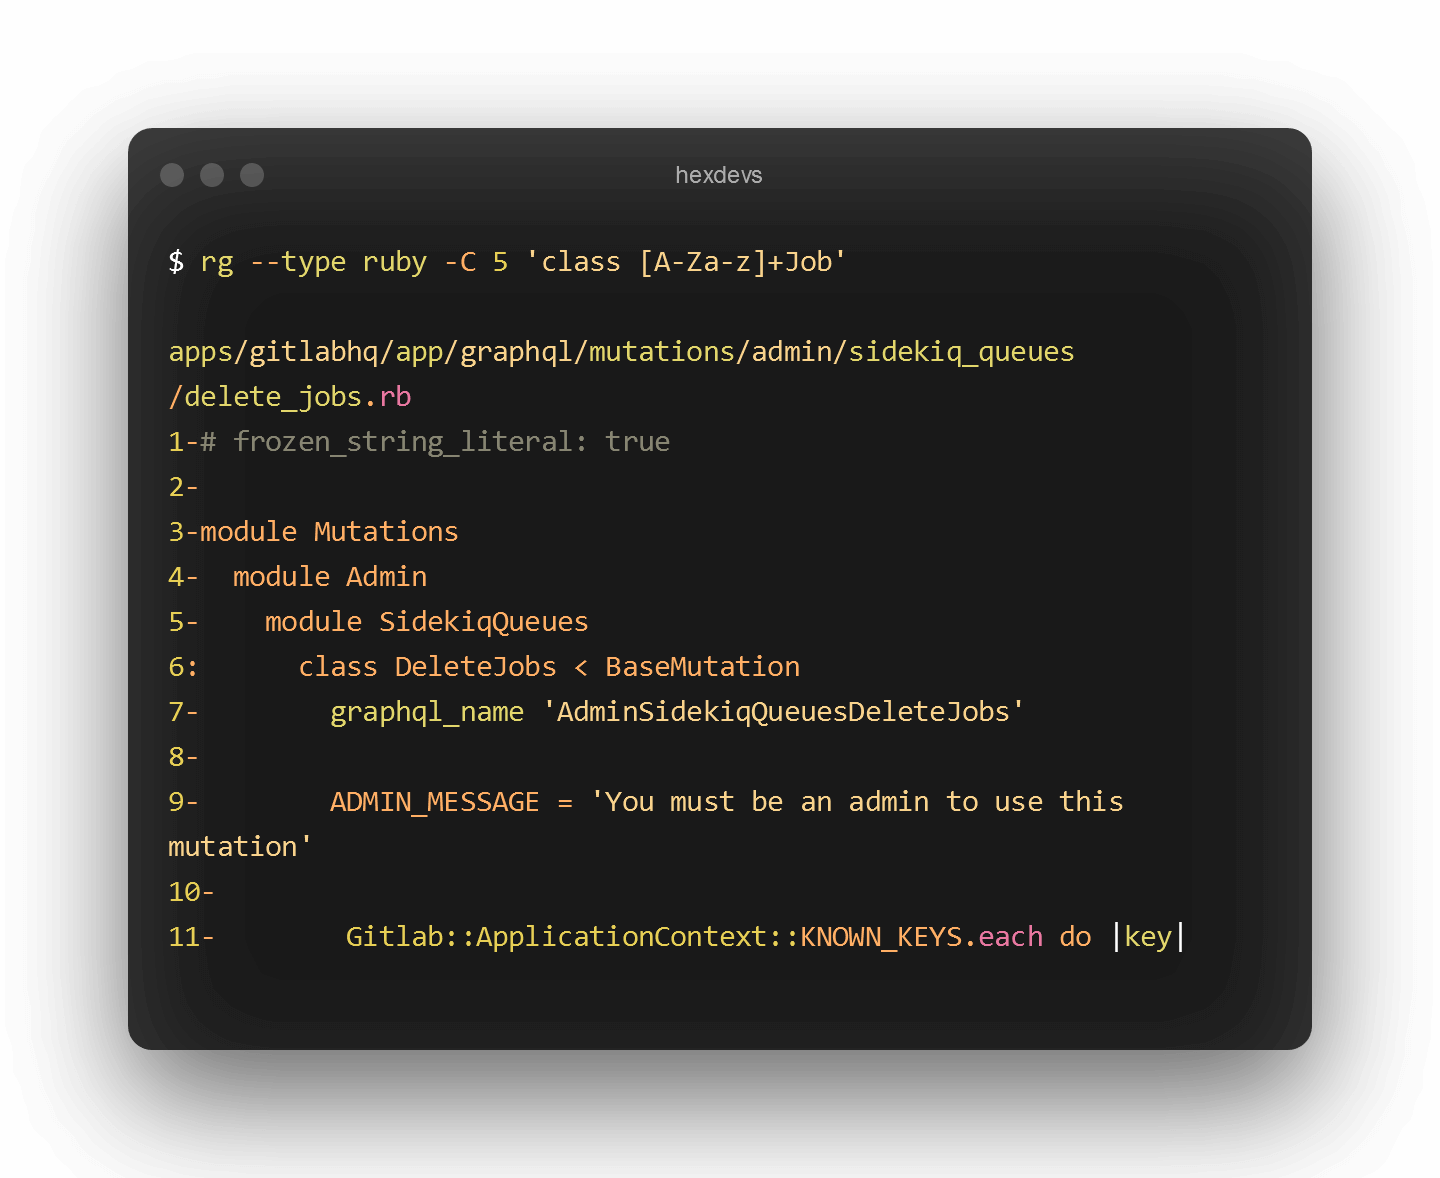 hexdevs
$ rg --type ruby -C 5 'class [A-Za-z]+Job'
apps/gitlabhq/app/graphql/mutations/admin/sidekiq_queues
/delete_jobs.rb
1-# frozen_string_literal: true
2-
3-module Mutations
4-  module Admin
5-    module SidekiqQueues
6:      class DeleteJobs < BaseMutation
7-        graphql_name 'AdminSidekiqQueuesDeleteJobs'
8-
9-        ADMIN_MESSAGE = 'You must be an admin to use this
mutation'
10-
11-        Gitlab::ApplicationContext::KNOWN_KEYS.each do |key|